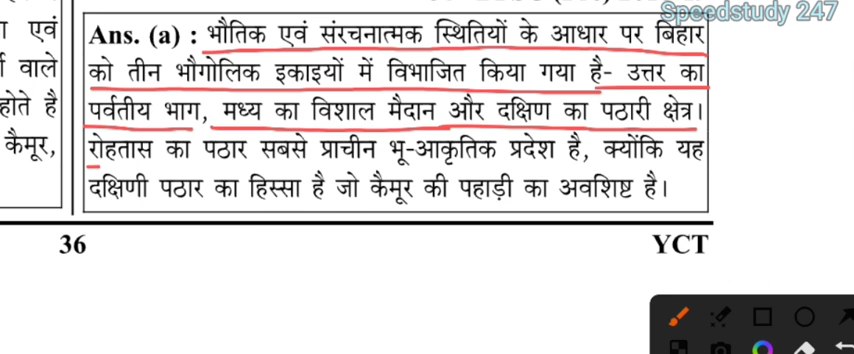 Speedstudy 247
एवं
वाले
होते है
कैमूर,
Ans. (a) : भौतिक एवं संरचनात्मक स्थितियों के आधार पर बिहार
को तीन भौगोलिक इकाइयों में विभाजित किया गया है- उत्तर का
पर्वतीय भाग, मध्य का विशाल मैदान और दक्षिण का पठारी क्षेत्र।
रोहतास का पठार सबसे प्राचीन भू-आकृतिक प्रदेश है, क्योंकि यह
दक्षिणी पठार का हिस्सा है जो कैमूर की पहाड़ी का अवशिष्ट है।
36
YCT